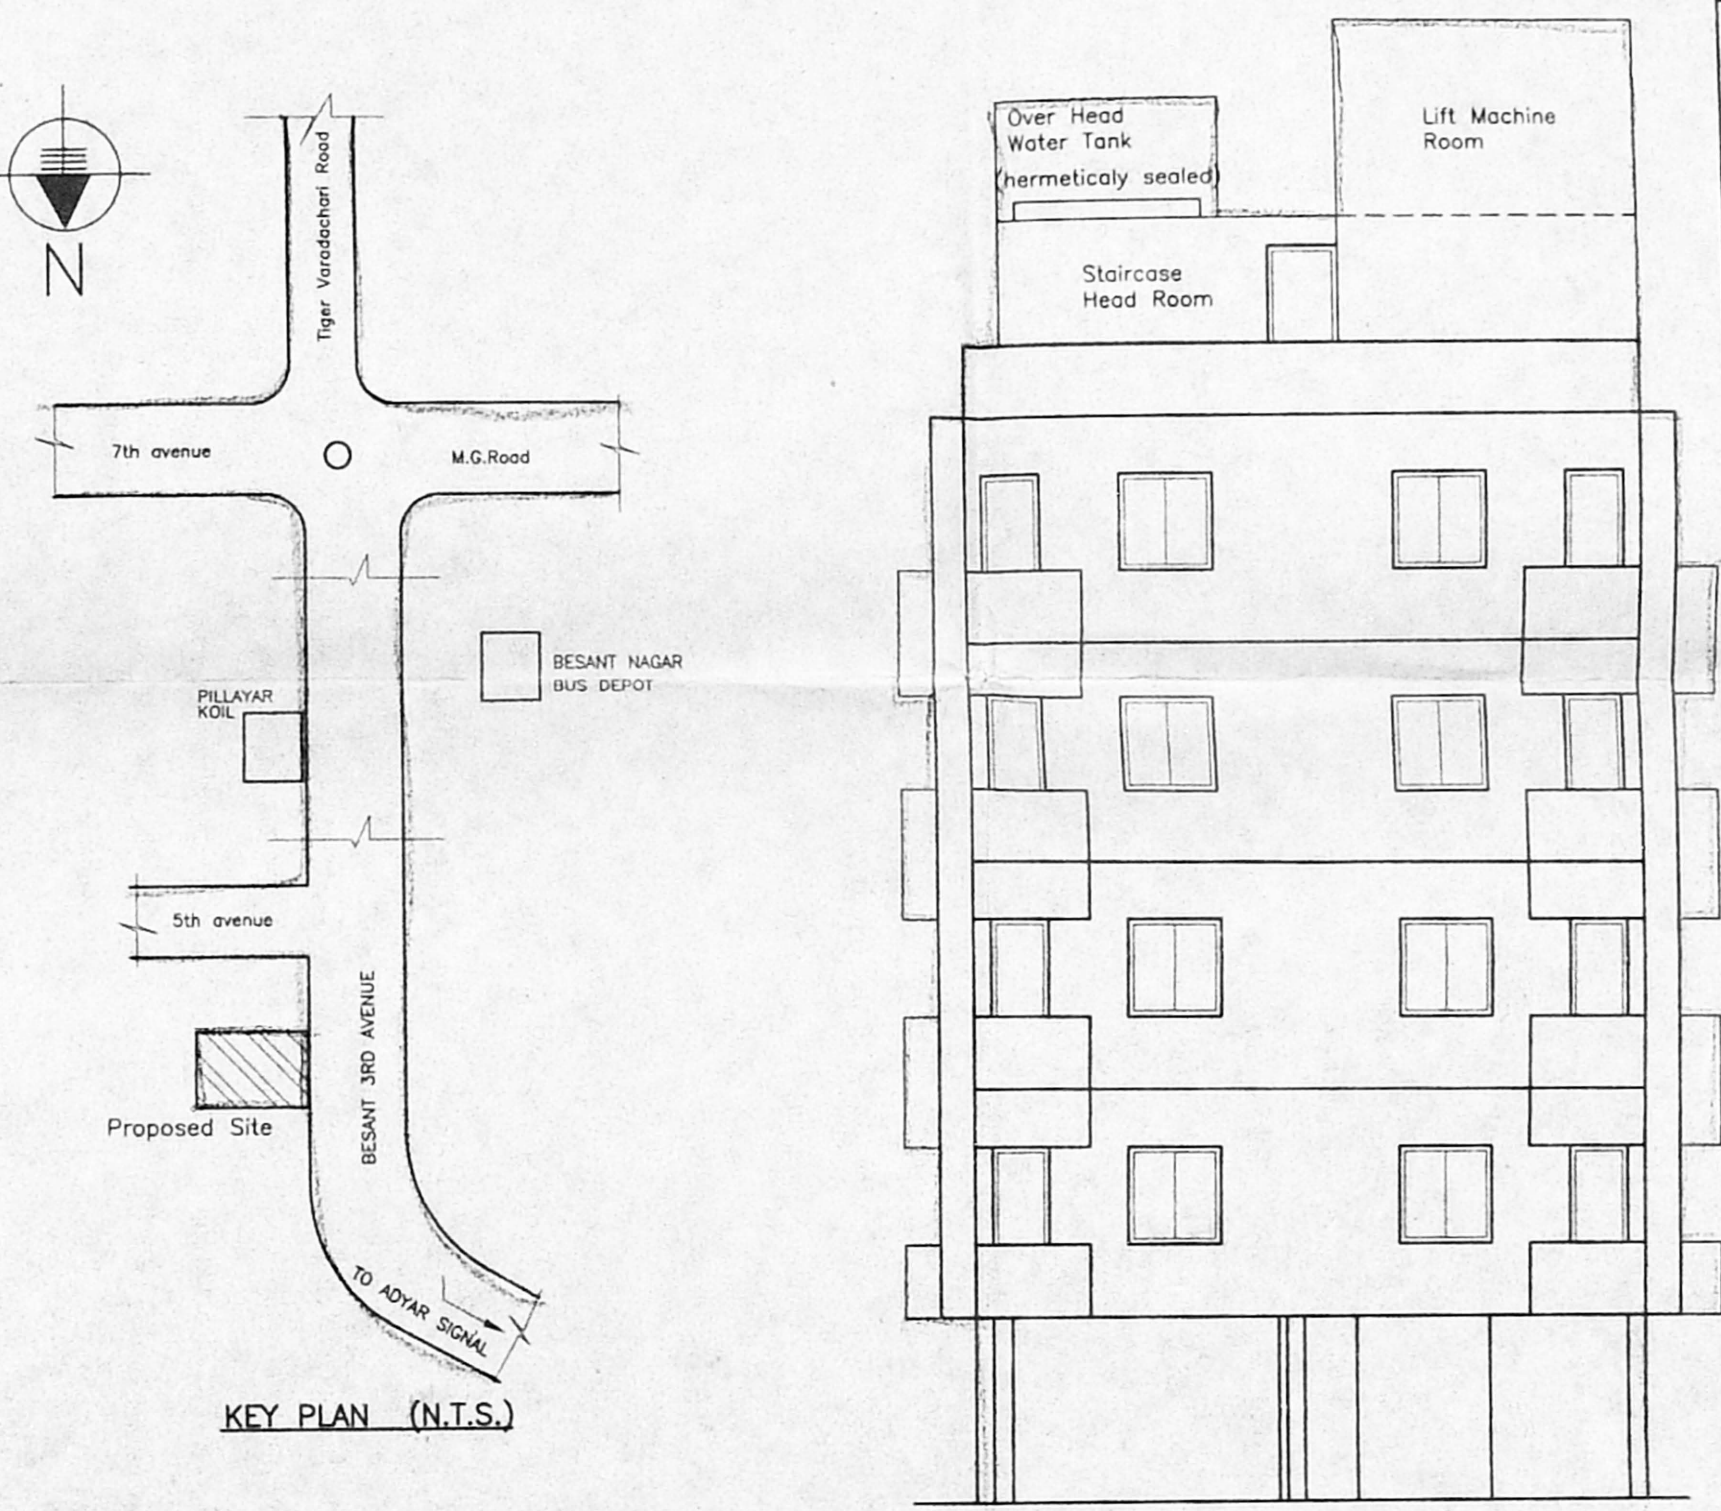 N
Tiger Varadachari Road
7th avenue
M.G.Road
BESANT NAGAR
BUS DEPOT
PILLAYAR
KOIL
5th avenue
BESANT 3RD AVENUE
Proposed Site
TO ADYAR SIGNAL
KEY PLAN (N.T.S.)
Over Head
Water Tank
(hermeticaly sealed)
Lift Machine
Room
Staircase
Head Room